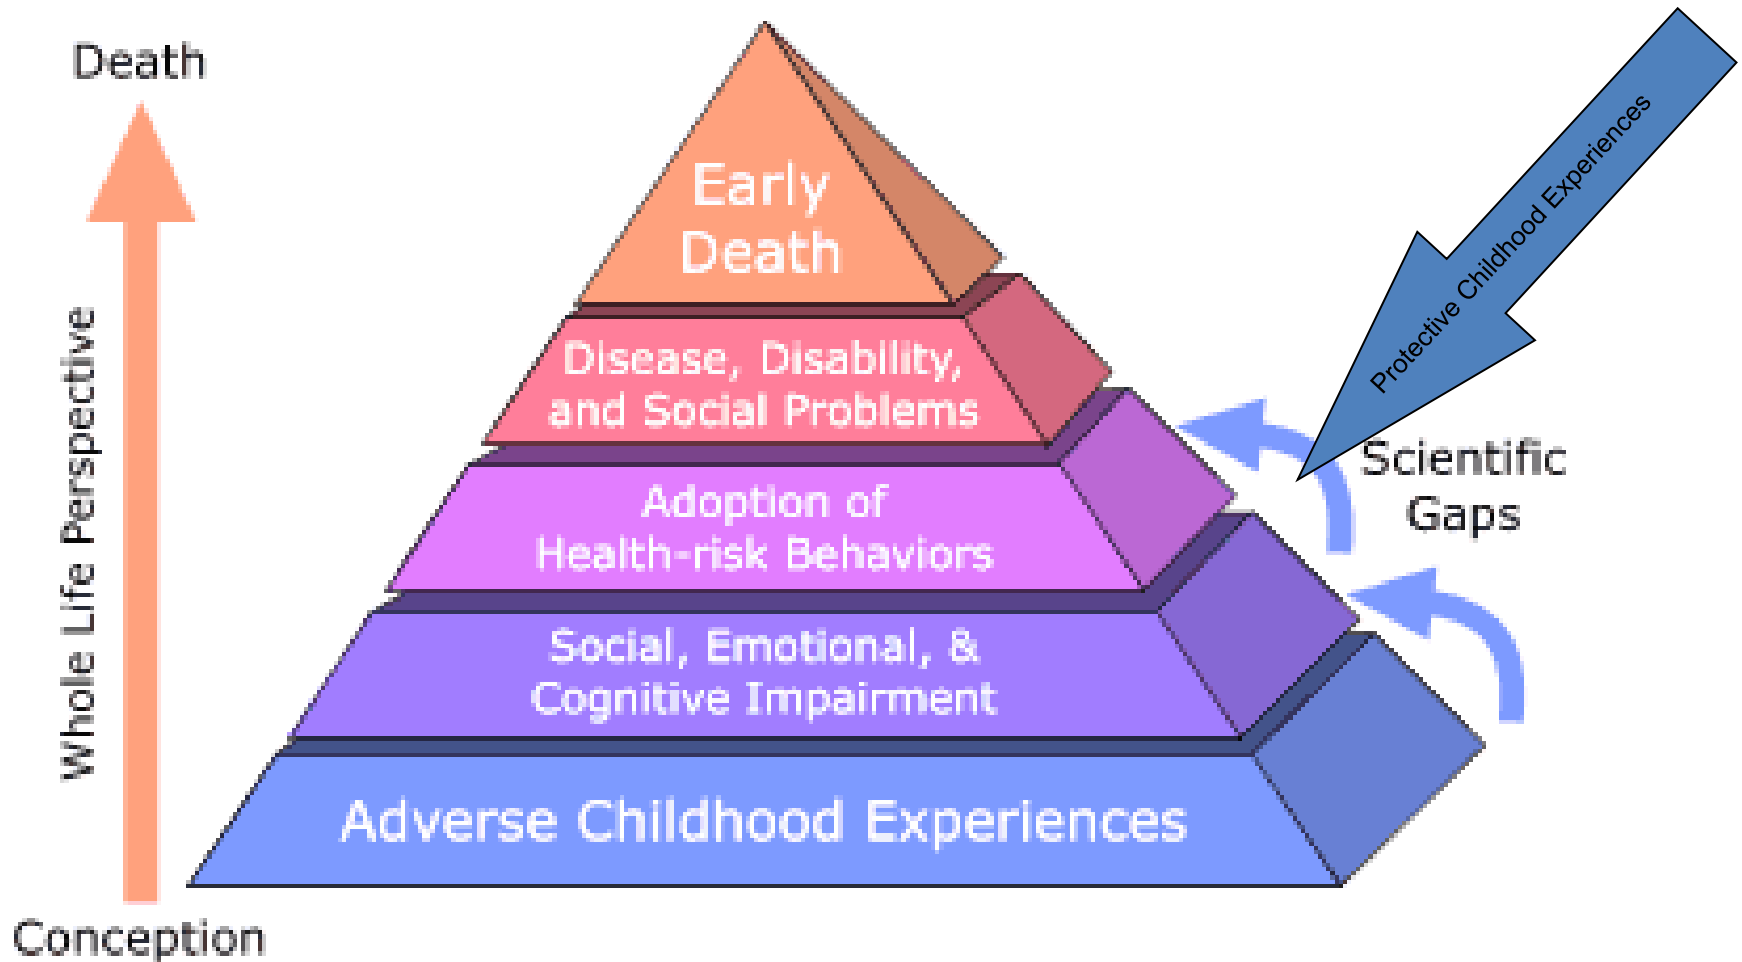 Death
Whole Life Perspective
Conception
Early
Death
Disease, Disability,
and Social Problems
Adoption of
Health-risk Behaviors
Social, Emotional, &
Cognitive Impairment
Adverse Childhood Experiences
Protective Childhood Experiences
Scientific
Gaps